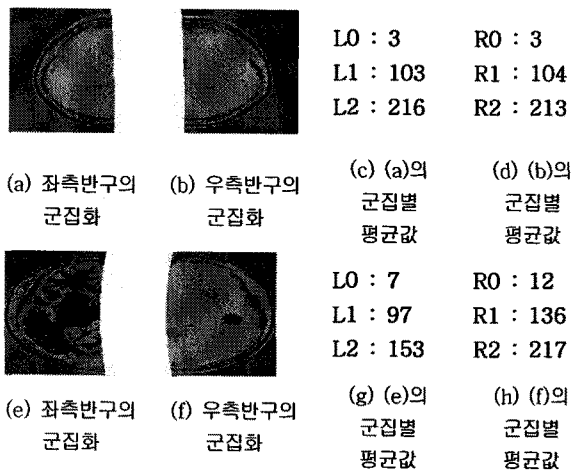 L0 : 3 R0 : 3
L1 : 103 R1 : 104
L2 : 216 R2 : 213
(a) 좌측반구의 (b) 우측반구의 (c) (a)의 (d) (b)의
군집화 군집화 군집별 군집별
평균값 평균값
L0 : 7 R0 : 12
L1 : 97 R1 : 136
L2 : 153 R2 : 217
(e) 좌측반구의 (f) 우측반구의 (g) (e)의 (h) (f)의
군집화 군집화 군집별 군집별
평균값 평균값